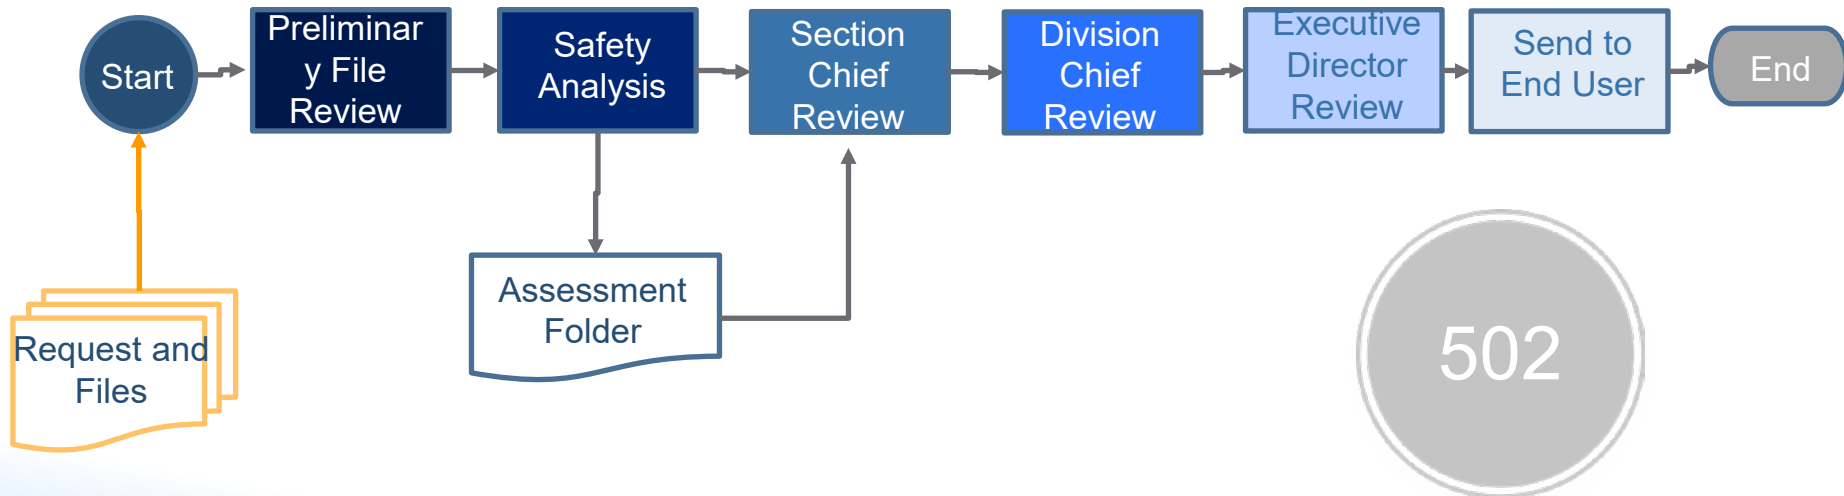 Start
Preliminar
y File
Review
Safety
Analysis
Section
Chief
Review
Division
Chief
Review
Executive
Director
Review
Send to
End User
End
Assessment
Folder
Request and
Files
502